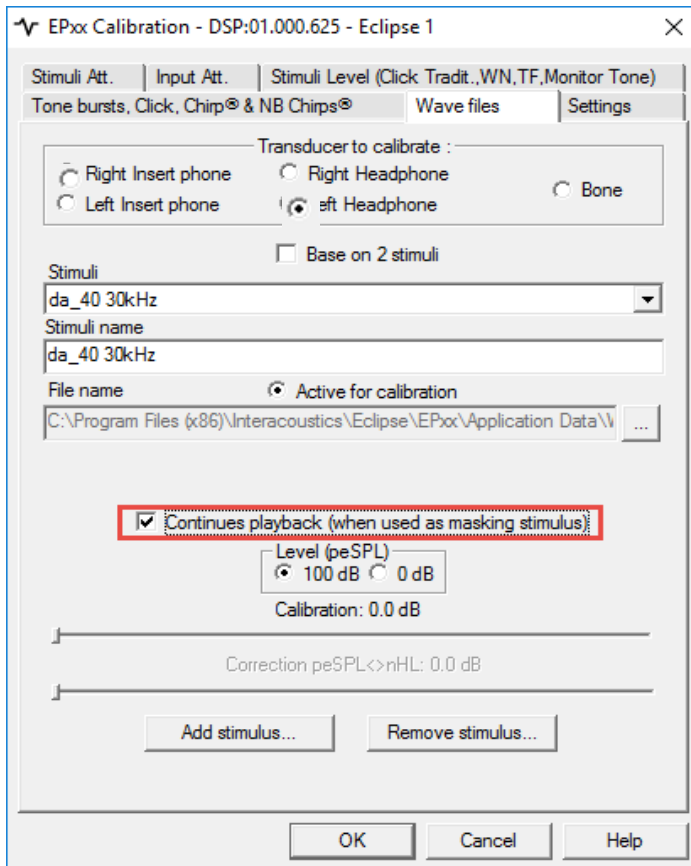 EPxx Calibration - DSP:01.000.625 - Eclipse 1
Stimuli Att. Input Att. Stimuli Level (Click Tradit.,WN,TF,Monitor Tone)
Tone bursts, Click, Chirp® & NB Chirps® Wave files Settings
Transducer to calibrate :
Right Insert phone Right Headphone
Bone
Left Insert phone eft Headphone
Base on 2 stimuli
Stimuli
da_40 30kHz
Stimuli name
da_40 30kHz
File name Active for calibration
C:\Program Files (x86)\Interacoustics\Eclipse\EPxx\Application Data\W ...
Continues playback (when used as masking stimulus)
Level (peSPL)
100 dB 0 dB
Calibration: 0.0 dB
Correction peSPL<>nHL: 0.0 dB
Add stimulus... Remove stimulus...
OK Cancel Help